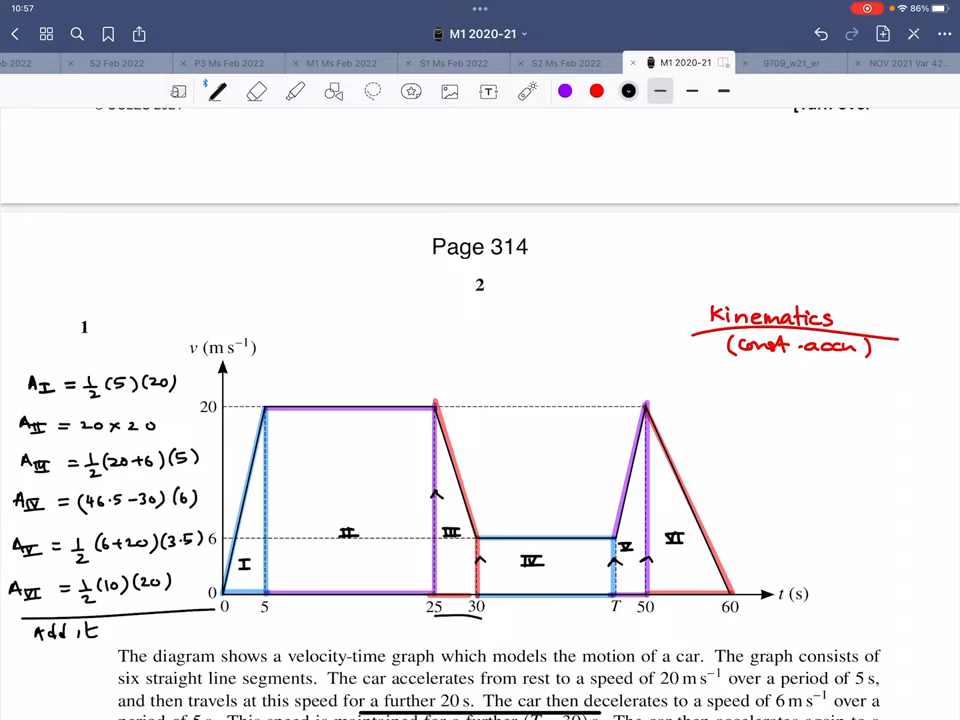 10:57
86%
M1 2020-21
eb 2022
S2 Feb 2022
P3 Ms Feb 2022
M1 Ms Feb 2022
S1 Ms Feb 2022
S2 Ms Feb 2022
M1 2020-21
9709_w21_er
NOV 2021 Var 42...
Page 314
2
1
Kinematics
(const. accn)
v (m s⁻¹)
A_I = ½ (5)(20)
A_II = 20 × 20
A_III = ½ (20+6)(5)
A_IV = (46.5-30)(6)
A_V = ½ (6+20)(3.5)
A_VI = ½ (10)(20)
Add it
20
6
0
I
II
III
IV
V
VI
0 5 25 30 T 50 60 t (s)
The diagram shows a velocity-time graph which models the motion of a car. The graph consists of
six straight line segments. The car accelerates from rest to a speed of 20 m s⁻¹ over a period of 5 s,
and then travels at this speed for a further 20 s. The car then decelerates to a speed of 6 m s⁻¹ over a